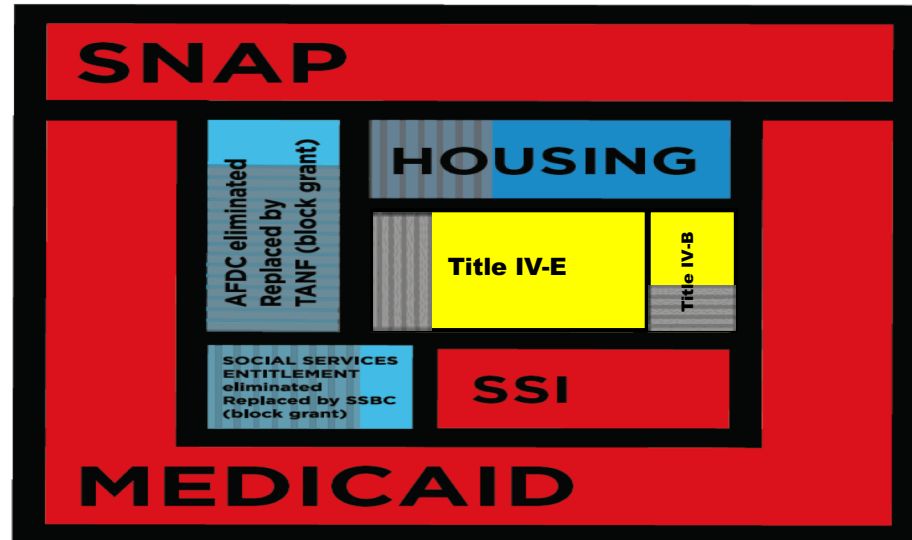 SNAP
AFDC eliminated
Replaced by
TANF (block grant)
HOUSING
Title IV-E
Title IV-B
SOCIAL SERVICES
ENTITLEMENT
eliminated
Replaced by SSBC
(block grant)
SSI
MEDICAID